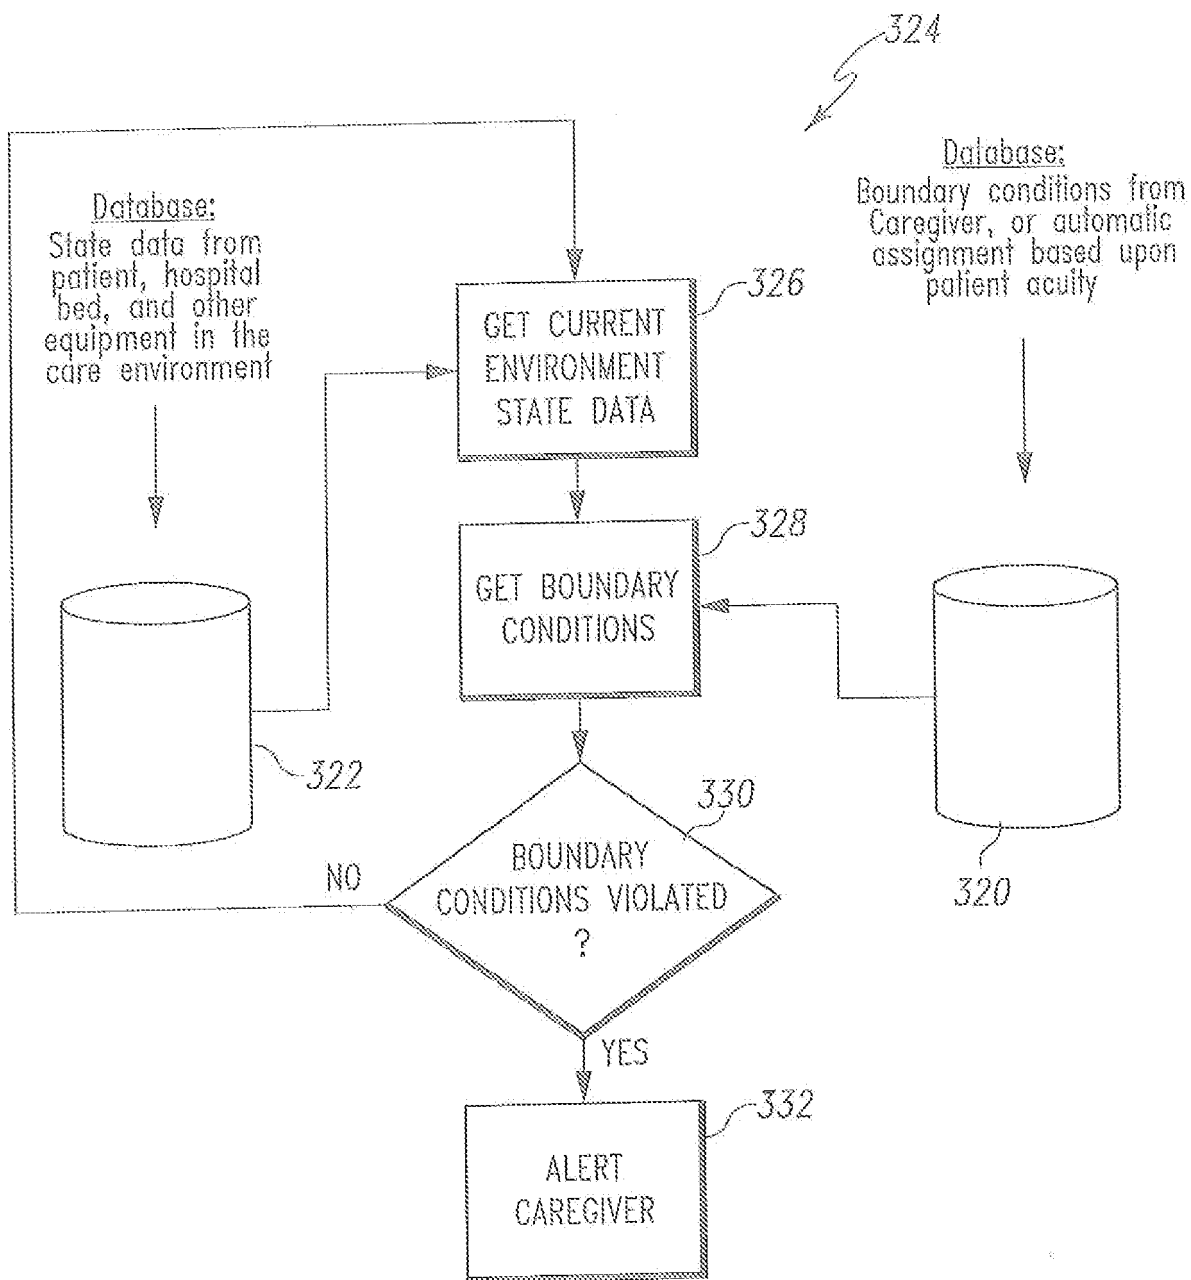 324
Database:
State data from
patient, hospital
bed, and other
equipment in the
care environment
Database:
Boundary conditions from
Caregiver, or automatic
assignment based upon
patient acuity
GET CURRENT
ENVIRONMENT
STATE DATA
326
GET BOUNDARY
CONDITIONS
328
322
320
BOUNDARY
CONDITIONS VIOLATED
?
330
NO
YES
ALERT
CAREGIVER
332